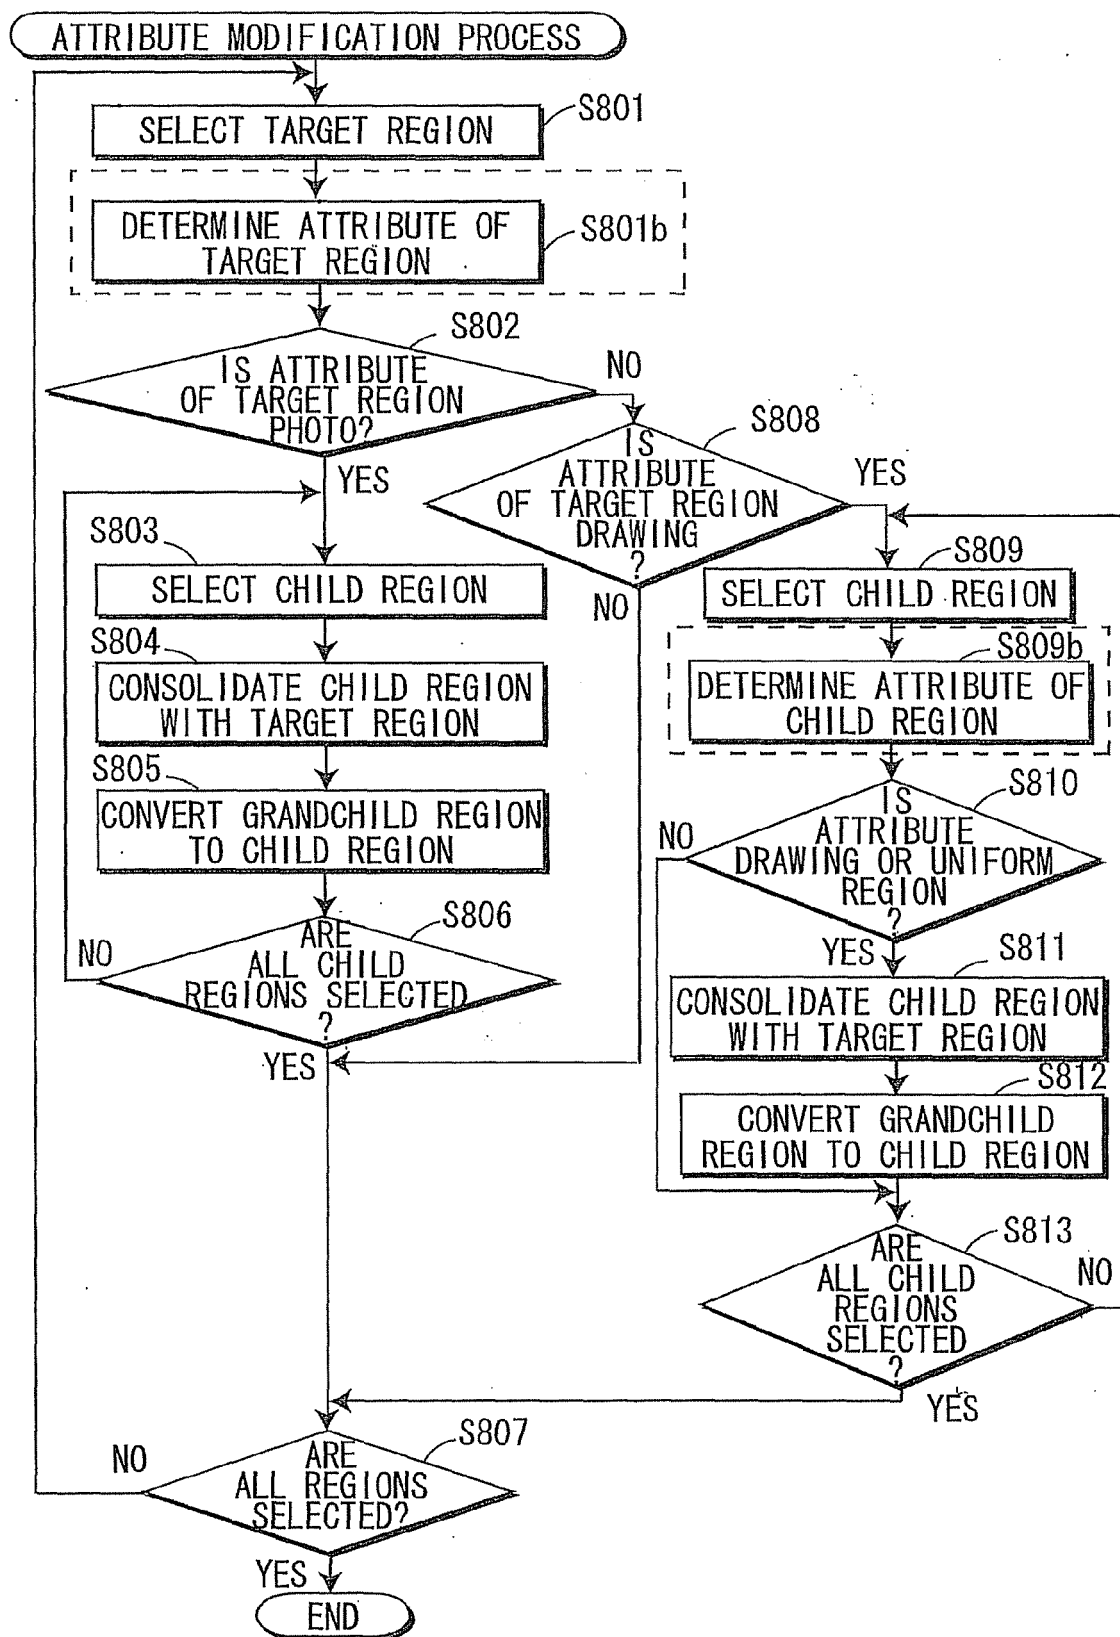 ATTRIBUTE MODIFICATION PROCESS
S801
SELECT TARGET REGION
DETERMINE ATTRIBUTE OF
TARGET REGION
S801b
S802
IS ATTRIBUTE
OF TARGET REGION
PHOTO?
NO
YES
S808
IS
ATTRIBUTE
OF TARGET REGION
DRAWING
?
YES
NO
S803
SELECT CHILD REGION
S804
CONSOLIDATE CHILD REGION
WITH TARGET REGION
S805
CONVERT GRANDCHILD REGION
TO CHILD REGION
S806
ARE
ALL CHILD
REGIONS SELECTED
?
NO
YES
S809
SELECT CHILD REGION
S809b
DETERMINE ATTRIBUTE OF
CHILD REGION
S810
IS
ATTRIBUTE
DRAWING OR UNIFORM
REGION
?
NO
YES
S811
CONSOLIDATE CHILD REGION
WITH TARGET REGION
S812
CONVERT GRANDCHILD
REGION TO CHILD REGION
S813
ARE
ALL CHILD
REGIONS
SELECTED
?
NO
YES
S807
ARE
ALL REGIONS
SELECTED?
NO
YES
END